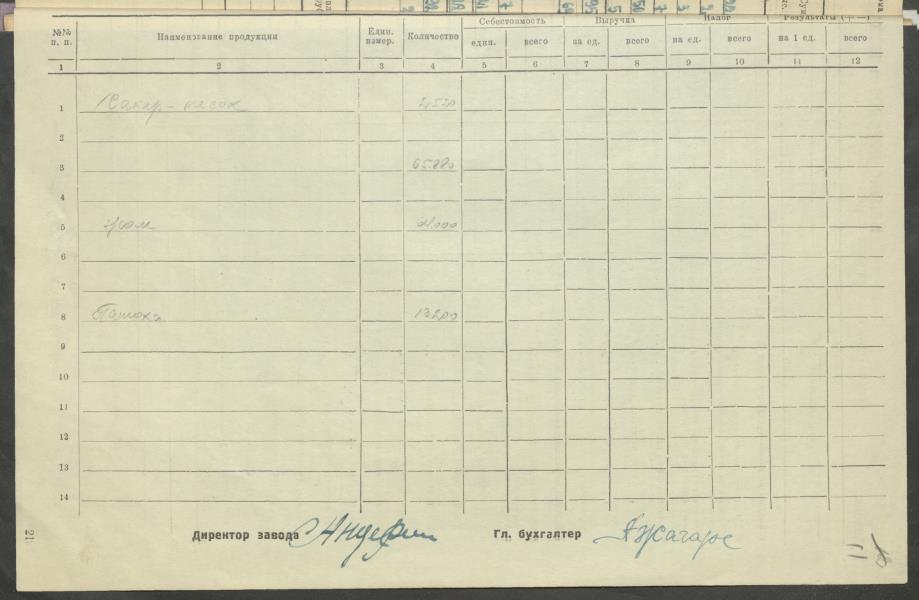 №№ п. п. Наименование продукции Един. измер. Количество Себестоимость Выручка Налог Результаты (+ —)
един. всего за ед. всего на ед. всего на 1 ед. всего
1 2 3 4 5 6 7 8 9 10 11 12
1 Сахар-песок
2
3 65880
4
5 жом
6
7
8 Патока 13200
9
10
11
12
13
14
Директор завода Гл. бухгалтер